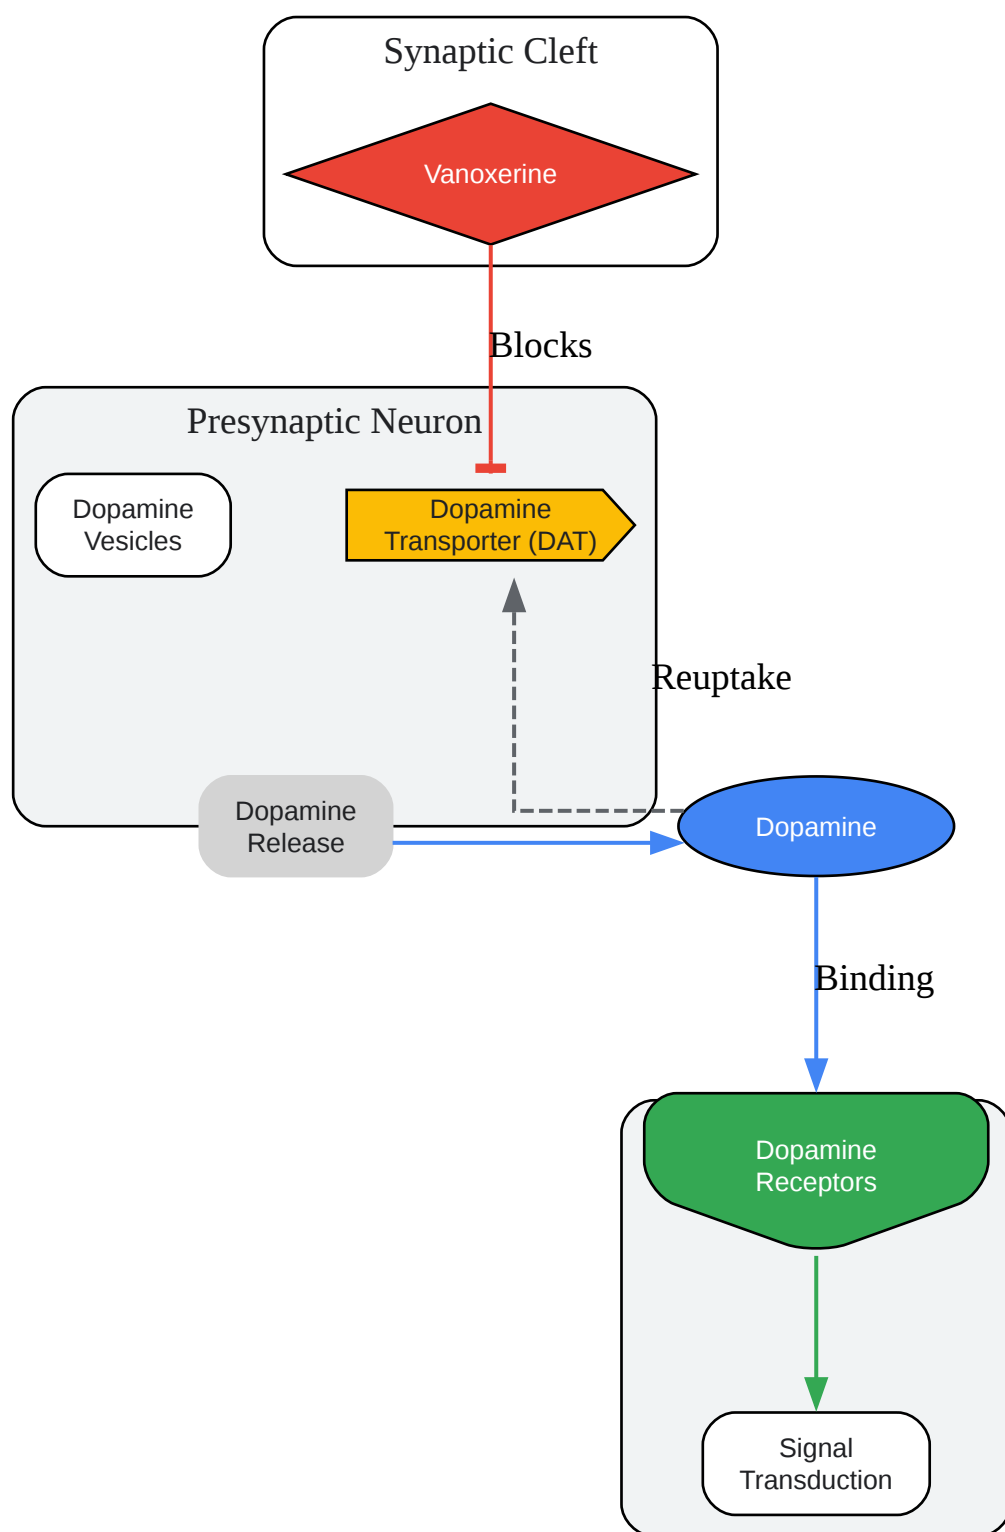 Synaptic Cleft
Vanoxerine
Blocks
Presynaptic Neuron
Dopamine
Vesicles
Dopamine
Transporter (DAT)
Reuptake
Dopamine
Release
Dopamine
Binding
Dopamine
Receptors
Signal
Transduction